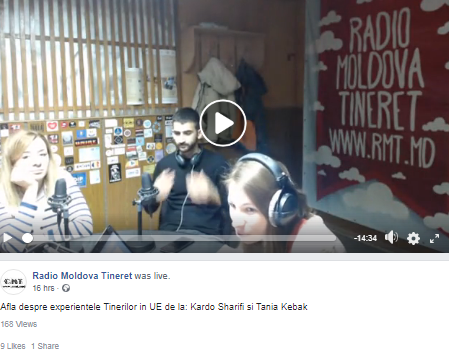 RADIO
MOLDOVA
TINERET
WWW.RMT.MD
-14:34
Radio Moldova Tineret was live.
16 hrs ·
Afla despre experientele Tinerilor in UE de la: Kardo Sharifi si Tania Kebak
168 Views
9 Likes 1 Share